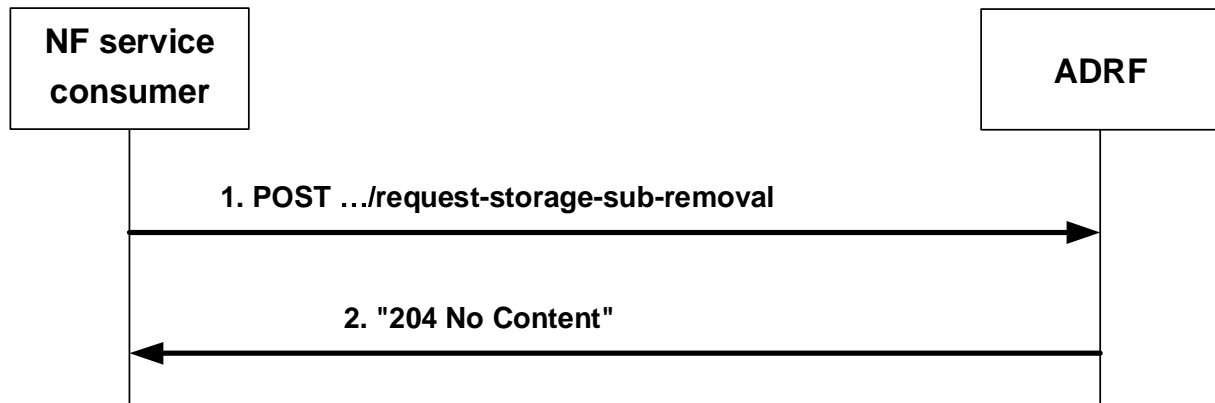 NF service
consumer
ADRF
1. POST …/request-storage-sub-removal
2. "204 No Content"